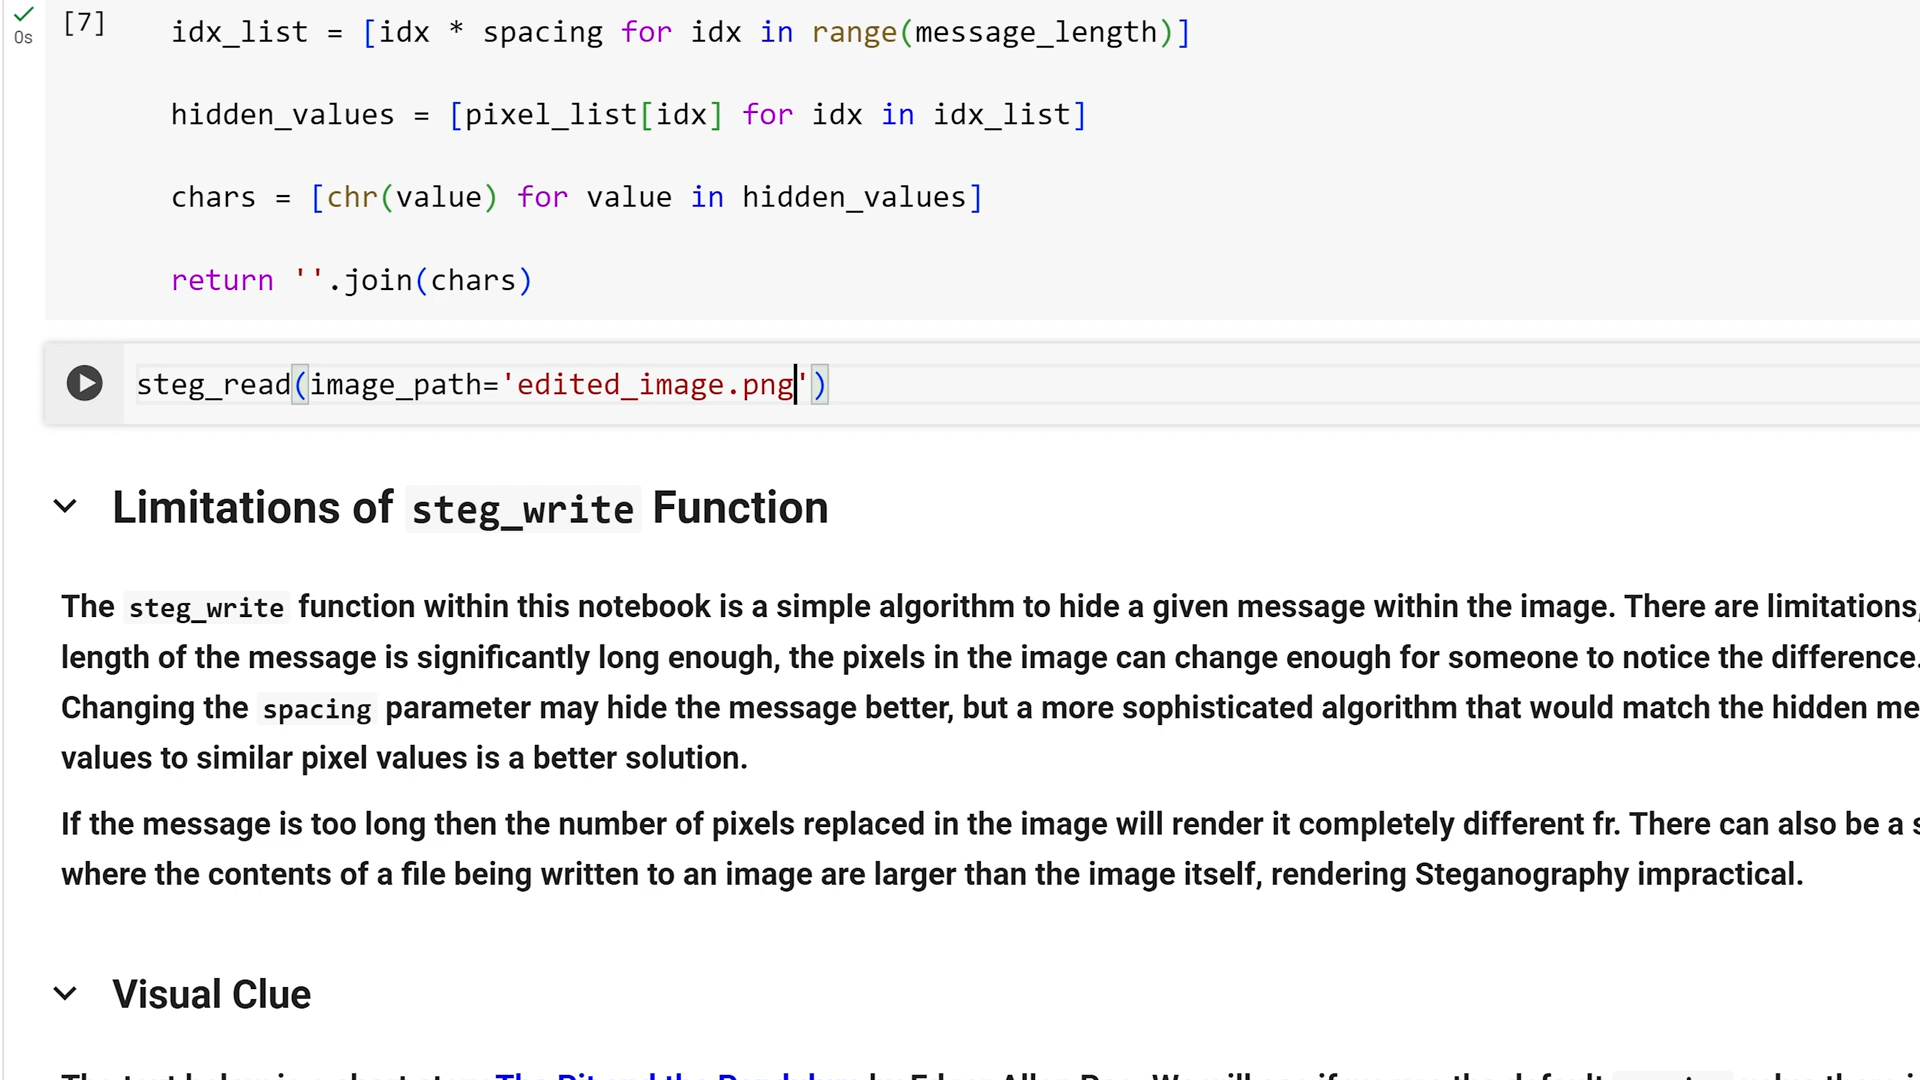 [7] idx_list = [idx * spacing for idx in range(message_length)]
0s
hidden_values = [pixel_list[idx] for idx in idx_list]
chars = [chr(value) for value in hidden_values]
return ''.join(chars)
steg_read(image_path='edited_image.png')
Limitations of steg_write Function
The steg_write function within this notebook is a simple algorithm to hide a given message within the image. There are limitations,
length of the message is significantly long enough, the pixels in the image can change enough for someone to notice the difference.
Changing the spacing parameter may hide the message better, but a more sophisticated algorithm that would match the hidden me
values to similar pixel values is a better solution.
If the message is too long then the number of pixels replaced in the image will render it completely different fr. There can also be a s
where the contents of a file being written to an image are larger than the image itself, rendering Steganography impractical.
Visual Clue